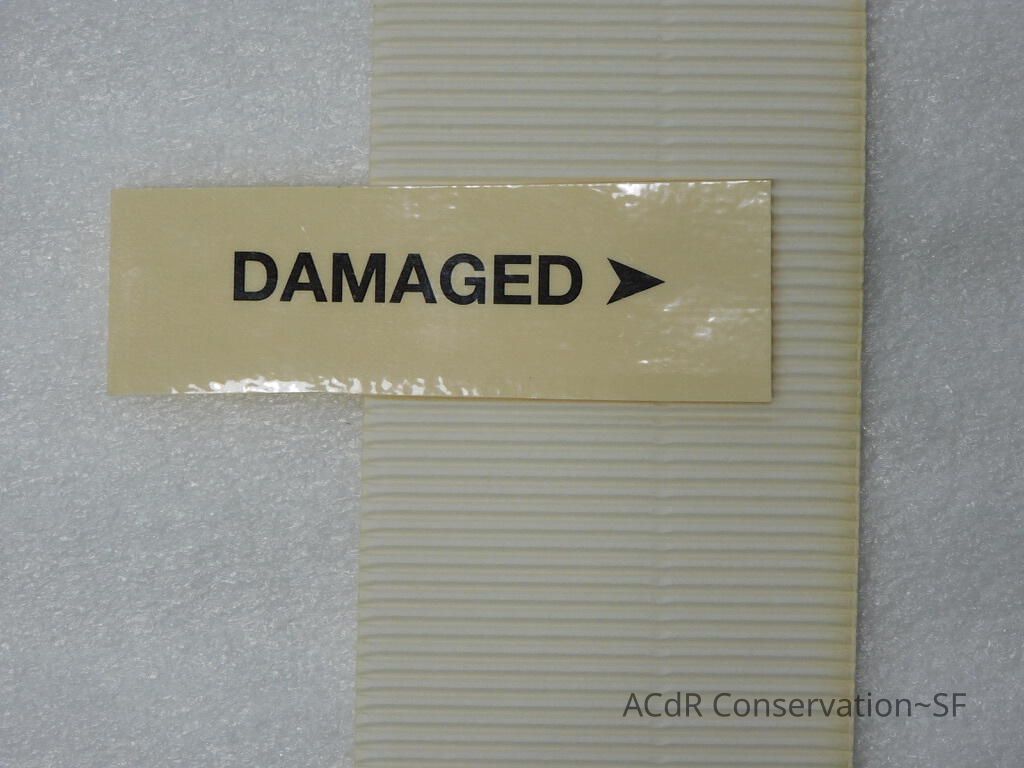 DAMAGED ➤
ACdR Conservation~SF